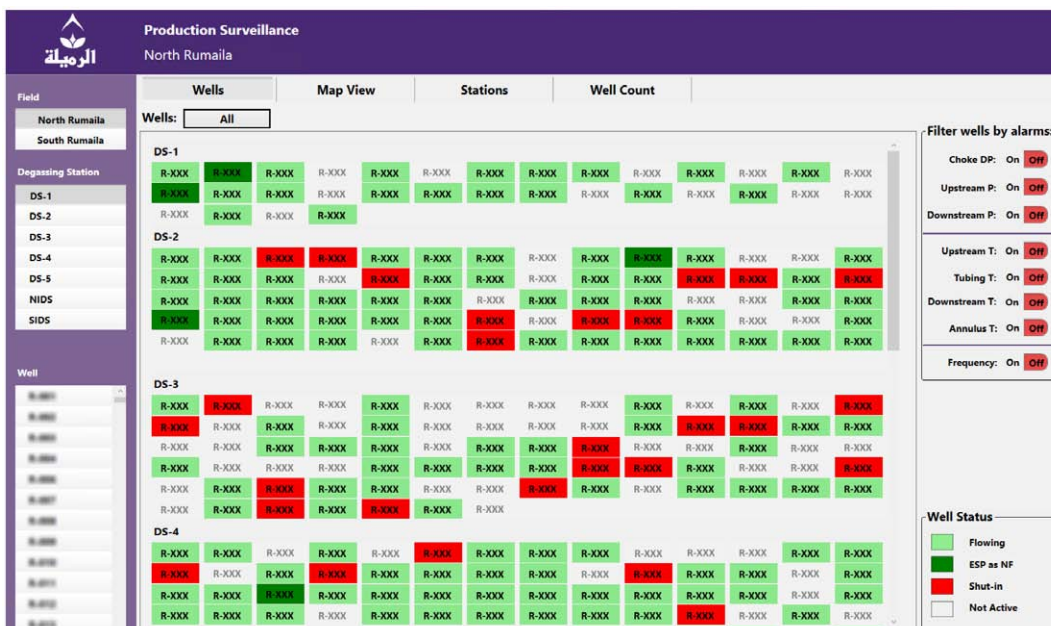 الرميلة
Production Surveillance
North Rumaila
Field
North Rumaila
South Rumaila
Degassing Station
DS-1
DS-2
DS-3
DS-4
DS-5
NIDS
SIDS
Well
Wells Map View Stations Well Count
Wells: All
DS-1
R-XXX R-XXX R-XXX R-XXX R-XXX R-XXX R-XXX R-XXX R-XXX R-XXX R-XXX R-XXX R-XXX R-XXX
R-XXX R-XXX R-XXX R-XXX R-XXX R-XXX R-XXX R-XXX R-XXX R-XXX R-XXX R-XXX R-XXX R-XXX
R-XXX R-XXX R-XXX R-XXX
DS-2
R-XXX R-XXX R-XXX R-XXX R-XXX R-XXX R-XXX R-XXX R-XXX R-XXX R-XXX R-XXX R-XXX R-XXX
R-XXX R-XXX R-XXX R-XXX R-XXX R-XXX R-XXX R-XXX R-XXX R-XXX R-XXX R-XXX R-XXX R-XXX
R-XXX R-XXX R-XXX R-XXX R-XXX R-XXX R-XXX R-XXX R-XXX R-XXX R-XXX R-XXX R-XXX R-XXX
R-XXX R-XXX R-XXX R-XXX R-XXX R-XXX R-XXX R-XXX R-XXX R-XXX R-XXX R-XXX R-XXX R-XXX
R-XXX R-XXX R-XXX R-XXX R-XXX R-XXX R-XXX R-XXX R-XXX R-XXX R-XXX R-XXX R-XXX R-XXX
DS-3
R-XXX R-XXX R-XXX R-XXX R-XXX R-XXX R-XXX R-XXX R-XXX R-XXX R-XXX R-XXX R-XXX R-XXX
R-XXX R-XXX R-XXX R-XXX R-XXX R-XXX R-XXX R-XXX R-XXX R-XXX R-XXX R-XXX R-XXX R-XXX
R-XXX R-XXX R-XXX R-XXX R-XXX R-XXX R-XXX R-XXX R-XXX R-XXX R-XXX R-XXX R-XXX R-XXX
R-XXX R-XXX R-XXX R-XXX R-XXX R-XXX R-XXX R-XXX R-XXX R-XXX R-XXX R-XXX R-XXX R-XXX
R-XXX R-XXX R-XXX R-XXX R-XXX R-XXX R-XXX R-XXX R-XXX R-XXX R-XXX R-XXX R-XXX R-XXX
R-XXX R-XXX R-XXX R-XXX R-XXX R-XXX R-XXX
DS-4
R-XXX R-XXX R-XXX R-XXX R-XXX R-XXX R-XXX R-XXX R-XXX R-XXX R-XXX R-XXX R-XXX R-XXX
R-XXX R-XXX R-XXX R-XXX R-XXX R-XXX R-XXX R-XXX R-XXX R-XXX R-XXX R-XXX R-XXX R-XXX
R-XXX R-XXX R-XXX R-XXX R-XXX R-XXX R-XXX R-XXX R-XXX R-XXX R-XXX R-XXX R-XXX R-XXX
R-XXX R-XXX R-XXX R-XXX R-XXX R-XXX R-XXX R-XXX R-XXX R-XXX R-XXX R-XXX R-XXX R-XXX
Filter wells by alarms:
Choke DP: On Off
Upstream P: On Off
Downstream P: On Off
Upstream T: On Off
Tubing T: On Off
Downstream T: On Off
Annulus T: On Off
Frequency: On Off
Well Status
Flowing
ESP as NF
Shut-in
Not Active